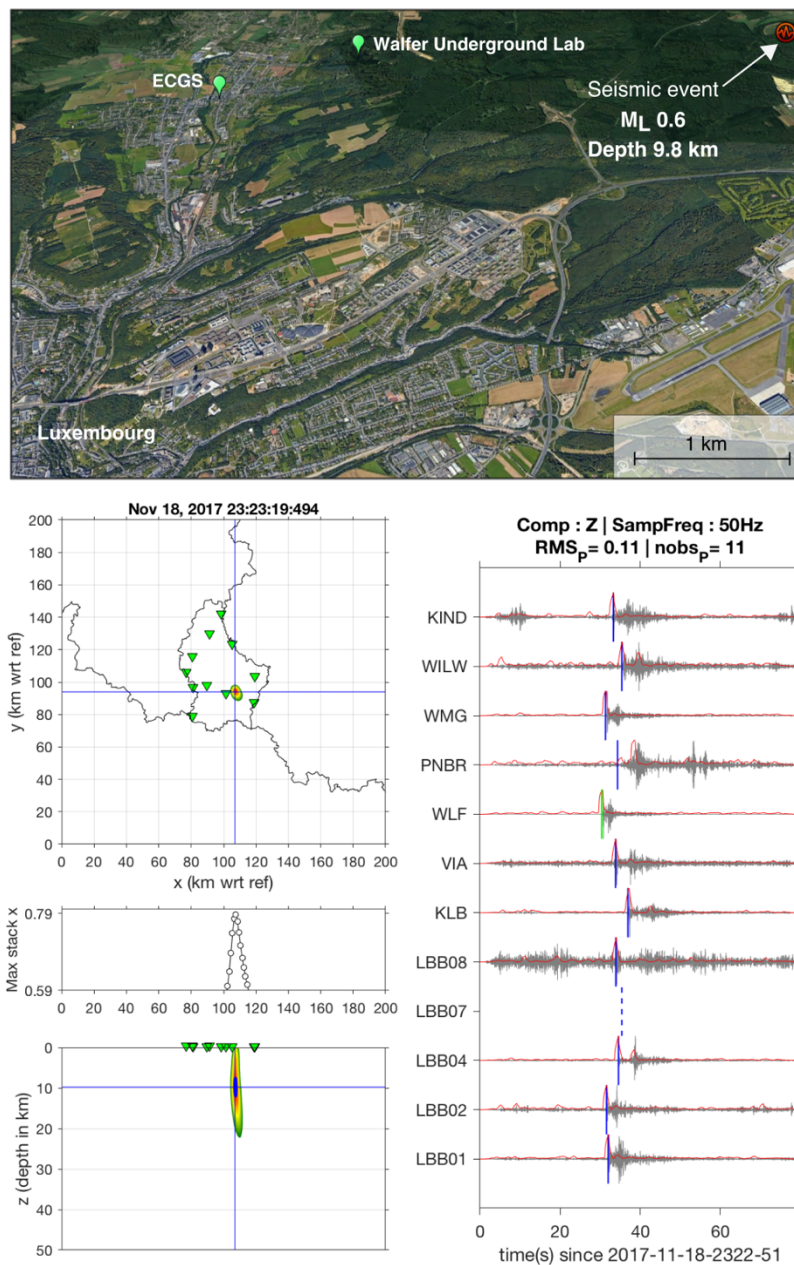 Walfer Underground Lab
ECGS
Seismic event
ML 0.6
Depth 9.8 km
Luxembourg
1 km
Nov 18, 2017 23:23:19:494
200
180
160
140
120
100
80
60
40
20
0
y (km wrt ref)
0 20 40 60 80 100 120 140 160 180 200
x (km wrt ref)
0.79
0.59
Max stack x
0 20 40 60 80 100 120 140 160 180 200
0
10
20
30
40
50
z (depth in km)
Comp : Z | SampFreq : 50Hz
RMSP= 0.11 | nobsP= 11
KIND
WILW
WMG
PNBR
WLF
VIA
KLB
LBB08
LBB07
LBB04
LBB02
LBB01
0 20 40 60
time(s) since 2017-11-18-2322-51